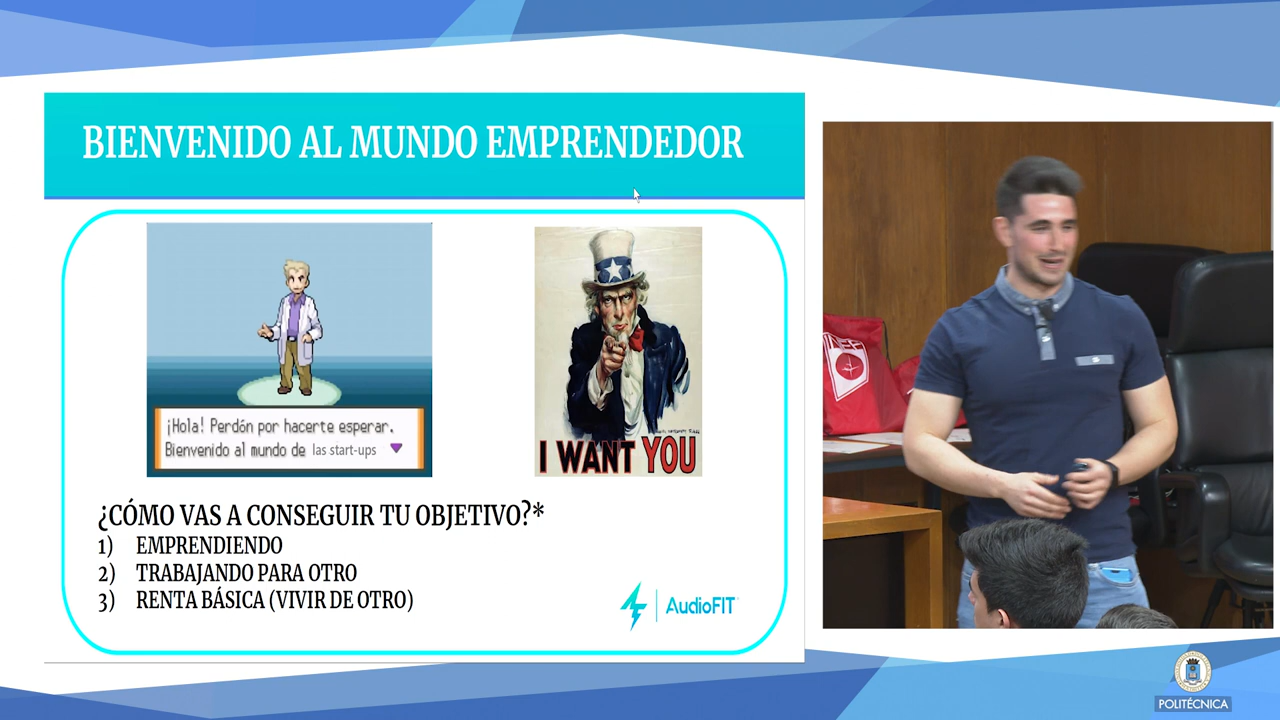 BIENVENIDO AL MUNDO EMPRENDEDOR
¡Hola! Perdón por hacerte esperar.
Bienvenido al mundo de las start-ups
I WANT YOU
¿CÓMO VAS A CONSEGUIR TU OBJETIVO?*
1) EMPRENDIENDO
2) TRABAJANDO PARA OTRO
3) RENTA BÁSICA (VIVIR DE OTRO)
AudioFIT
POLITÉCNICA